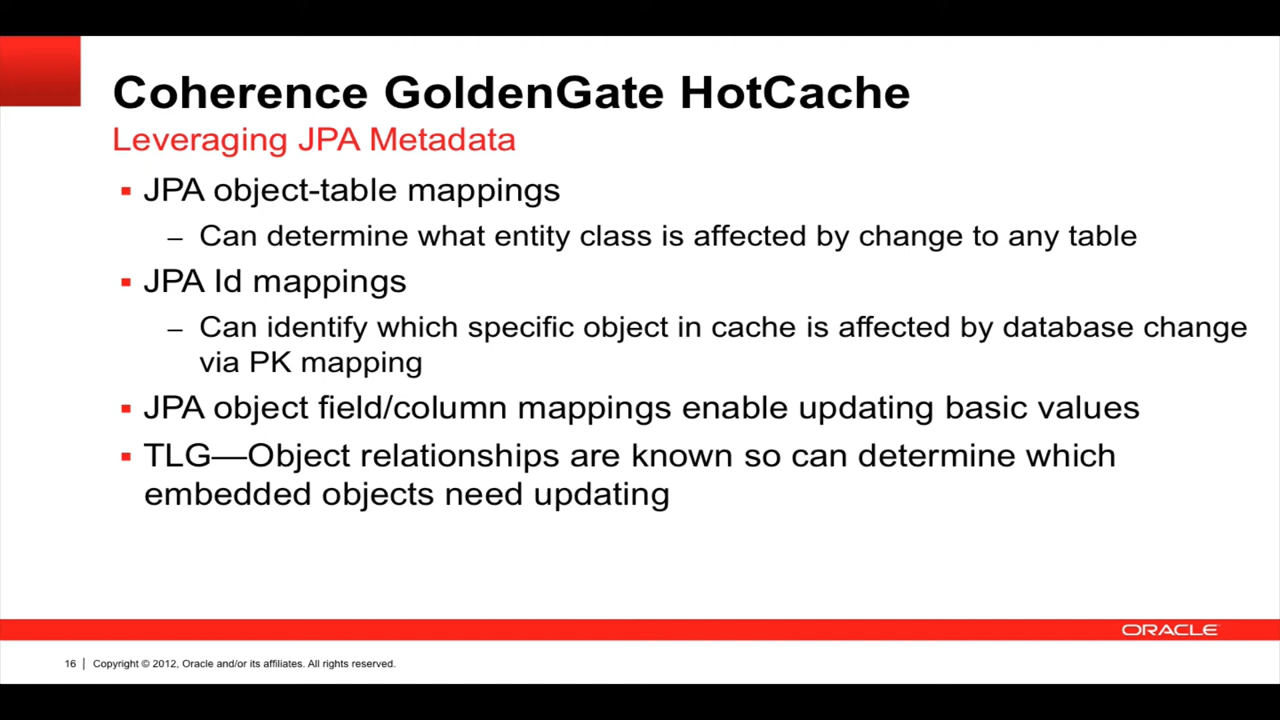 Coherence GoldenGate HotCache
Leveraging JPA Metadata
▪ JPA object-table mappings
– Can determine what entity class is affected by change to any table
▪ JPA Id mappings
– Can identify which specific object in cache is affected by database change
via PK mapping
▪ JPA object field/column mappings enable updating basic values
▪ TLG—Object relationships are known so can determine which
embedded objects need updating
ORACLE
16 | Copyright © 2012, Oracle and/or its affiliates. All rights reserved.